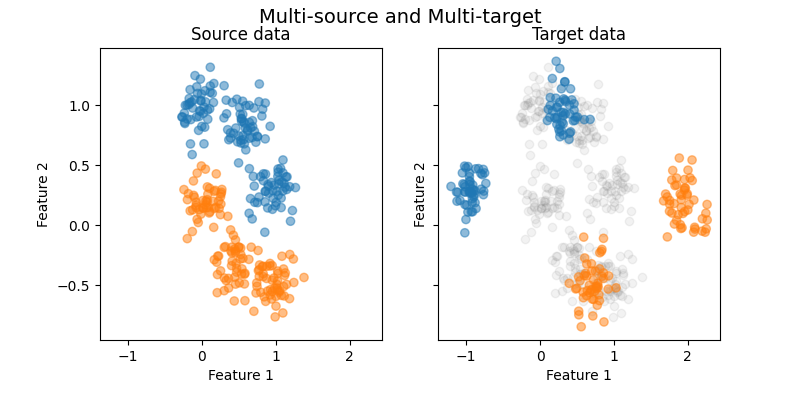 Multi-source and Multi-target
Source data
Target data
1.0
0.5
0.0
−0.5
Feature 2
−1 0 1 2
Feature 1
Feature 2
−1 0 1 2
Feature 1